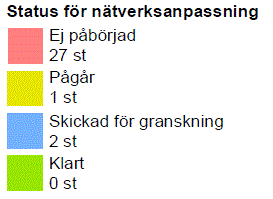 Status för nätverksanpassning
Ej påbörjad
27 st
Pågår
1 st
Skickad för granskning
2 st
Klart
0 st